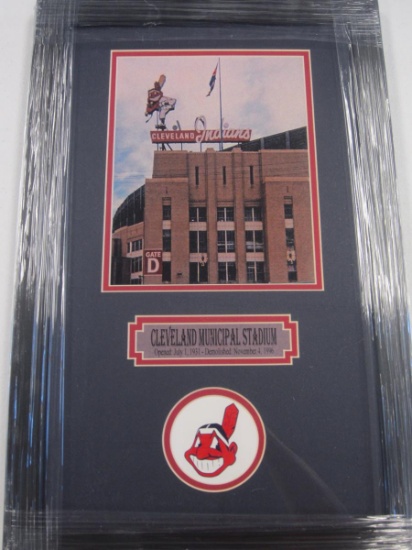 CLEVELAND Indians
GATE
D
CLEVELAND MUNICIPAL STADIUM
Opened: July 1, 1931 - Demolished: November 4, 1996